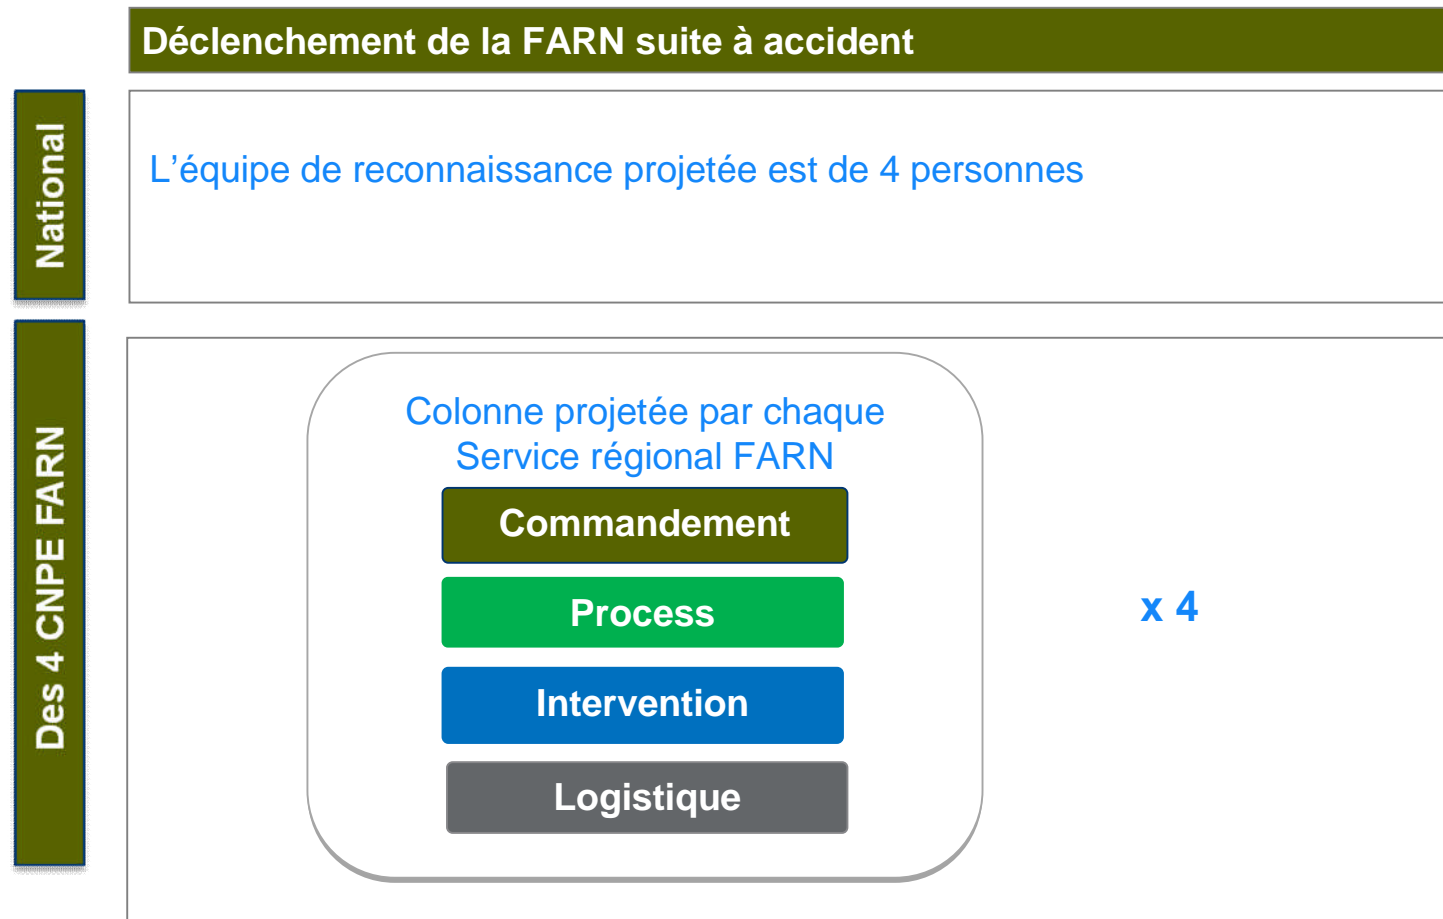 Déclenchement de la FARN suite à accident
National
L’équipe de reconnaissance projetée est de 4 personnes
Des 4 CNPE FARN
Colonne projetée par chaque
Service régional FARN
Commandement
Process
Intervention
Logistique
x 4